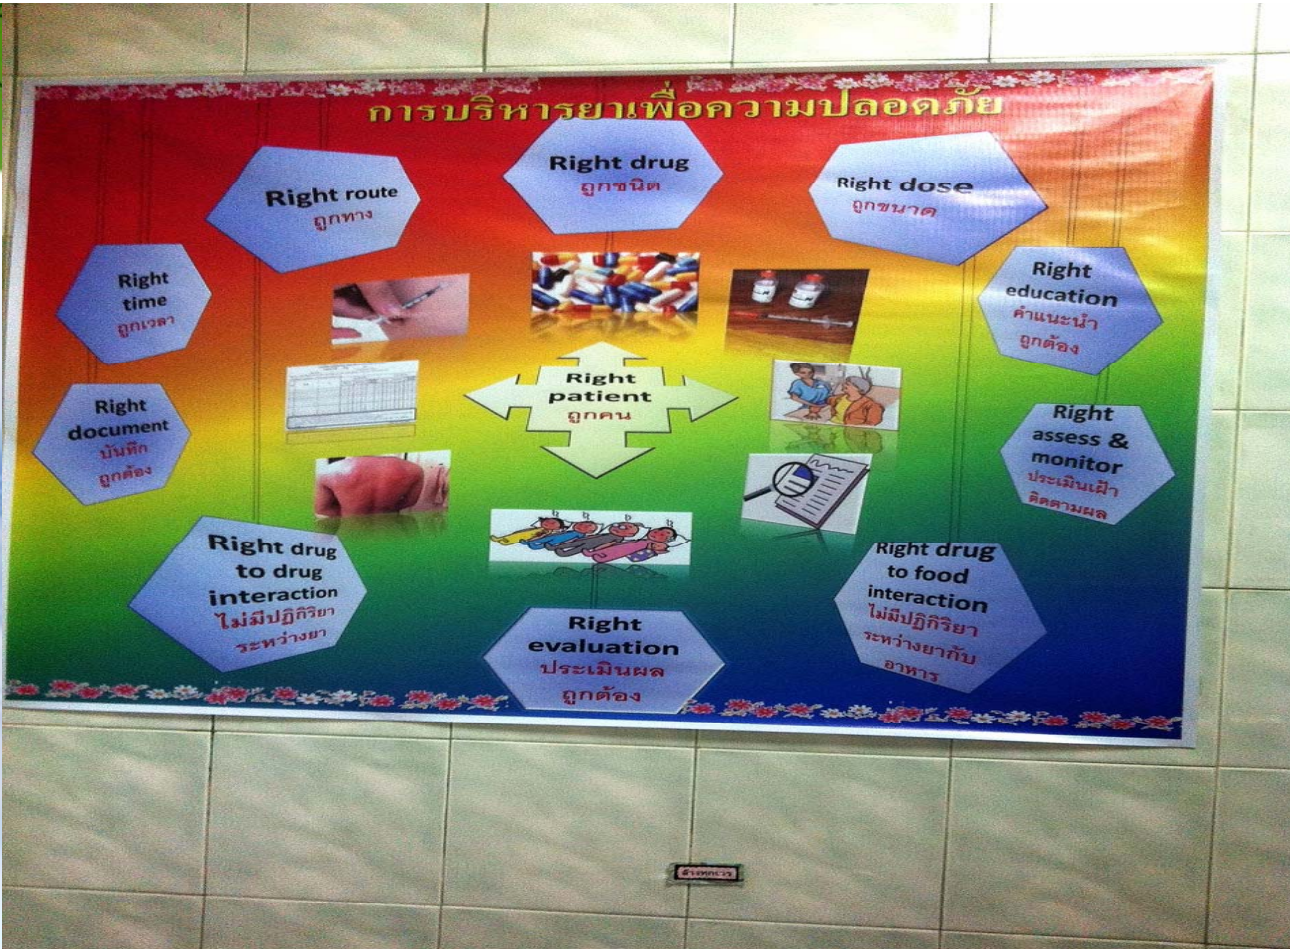 การบริหารยาเพื่อความปลอดภัย
Right drug
ถูกชนิด
Right route
ถูกทาง
Right dose
ถูกขนาด
Right
time
ถูกเวลา
Right
education
คำแนะนำ
ถูกต้อง
Right
patient
ถูกคน
Right
document
บันทึก
ถูกต้อง
Right
assess &
monitor
ประเมินเฝ้า
ติดตามผล
Right drug
to drug
interaction
ไม่มีปฏิกิริยา
ระหว่างยา
Right drug
to food
interaction
ไม่มีปฏิกิริยา
ระหว่างยากับ
อาหาร
Right
evaluation
ประเมินผล
ถูกต้อง